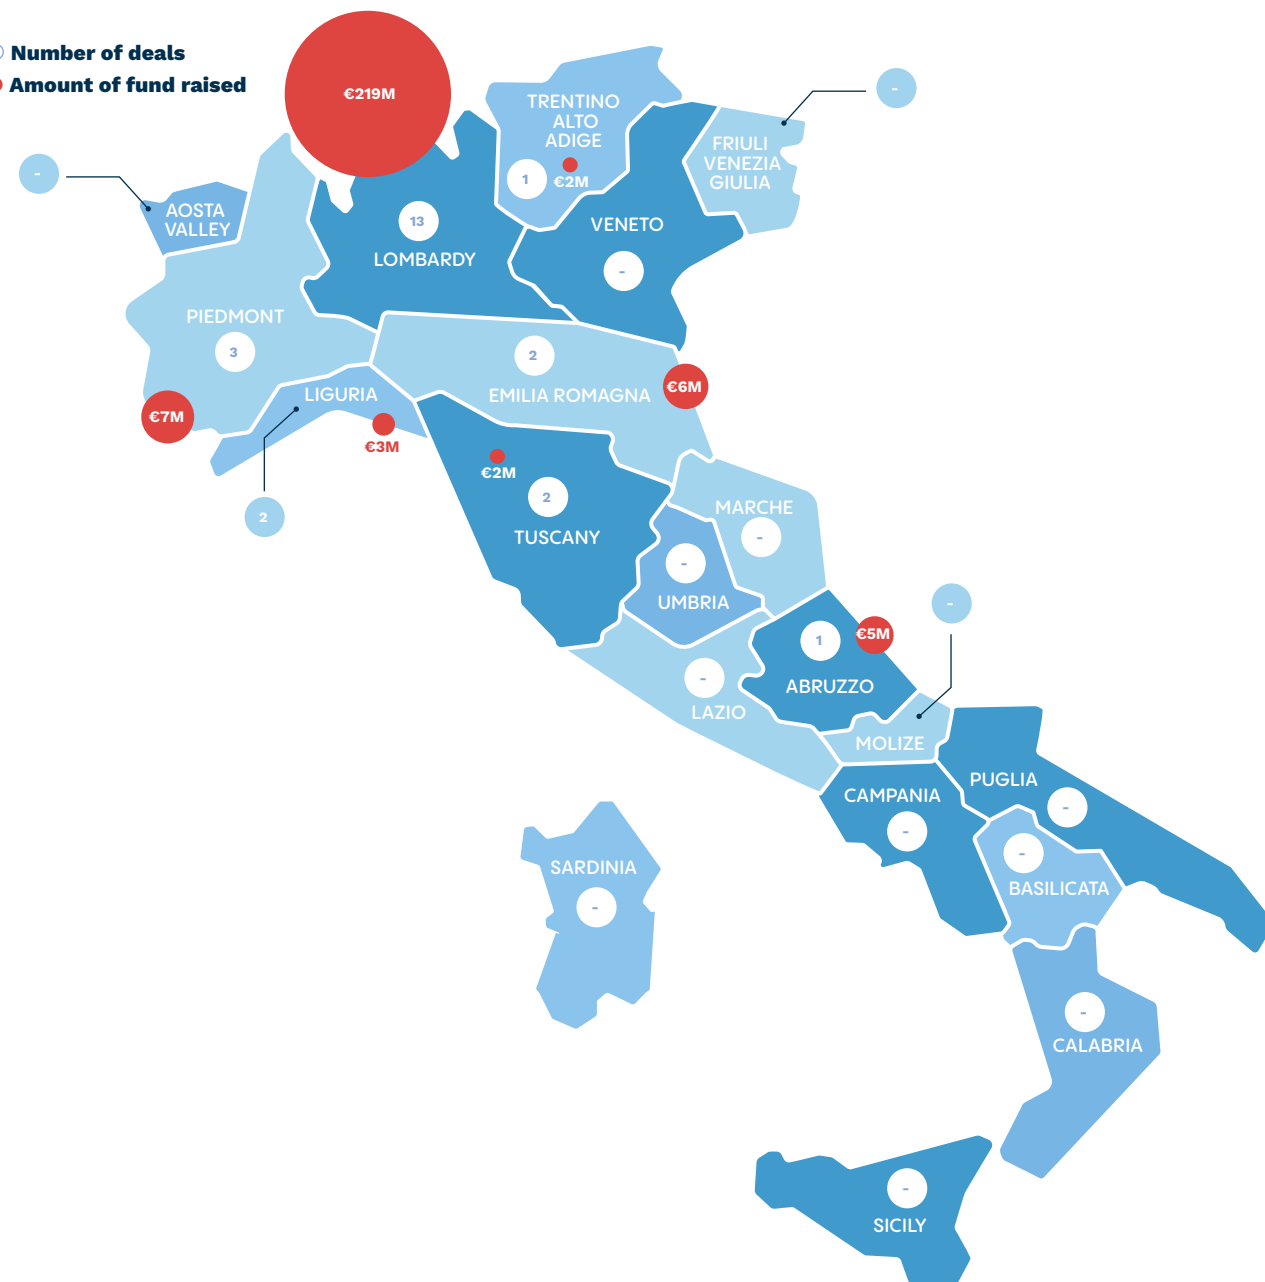 Number of deals
Amount of fund raised
€219M
-
TRENTINO
ALTO
ADIGE
1
€2M
FRIULI
VENEZIA
GIULIA
-
AOSTA
VALLEY
13
LOMBARDY
VENETO
-
PIEDMONT
3
€7M
2
EMILIA ROMAGNA
€6M
LIGURIA
€3M
2
€2M
2
TUSCANY
MARCHE
-
-
UMBRIA
-
1
€5M
ABRUZZO
-
LAZIO
MOLIZE
PUGLIA
-
CAMPANIA
-
-
BASILICATA
SARDINIA
-
-
CALABRIA
-
SICILY